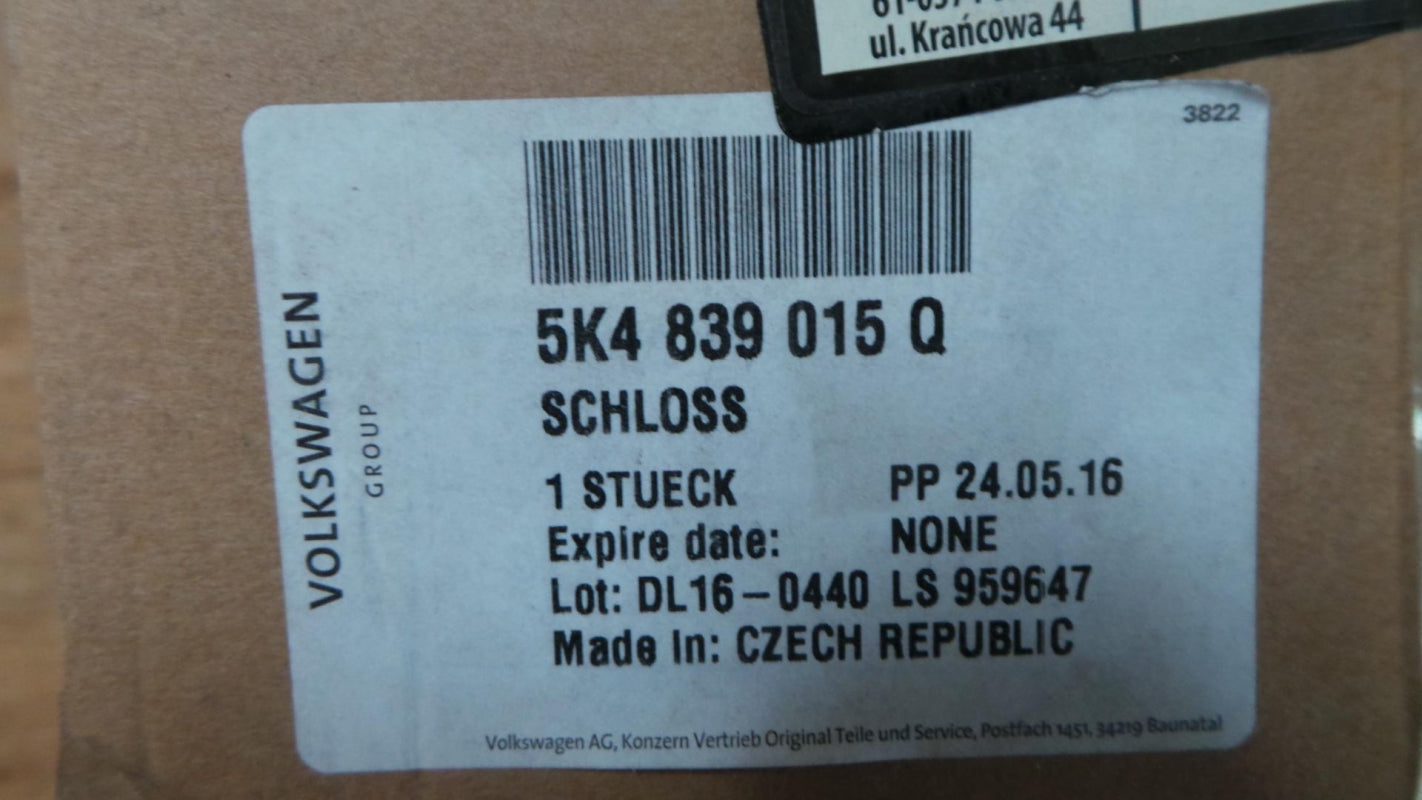 ul. Krańcowa 44
3822
5K4 839 015 Q
SCHLOSS
1 STUECK PP 24.05.16
Expire date: NONE
Lot: DL16-0440 LS 959647
Made In: CZECH REPUBLIC
VOLKSWAGEN
GROUP
Volkswagen AG, Konzern Vertrieb Original Teile und Service, Postfach 1451, 34219 Baunatal